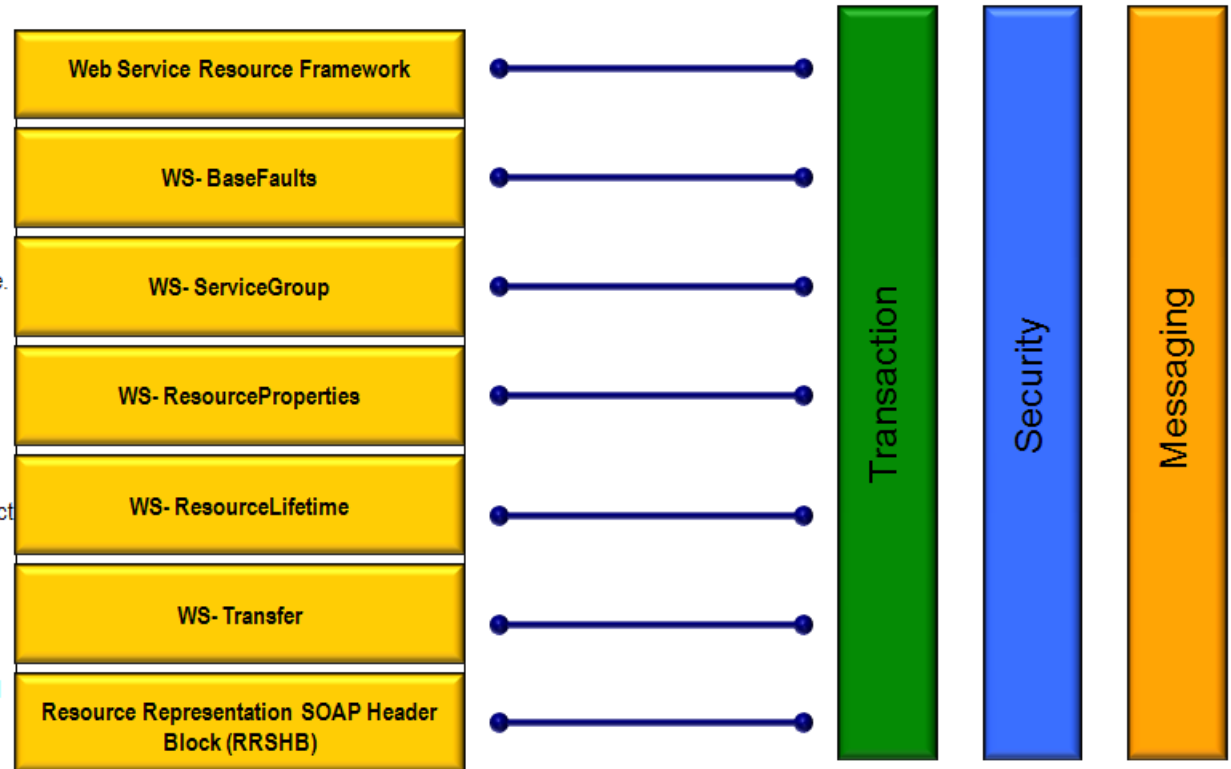 Web Service Resource Framework
WS- BaseFaults
WS- ServiceGroup
WS- ResourceProperties
WS- ResourceLifetime
WS- Transfer
Resource Representation SOAP Header
Block (RRSHB)
Transaction
Security
Messaging